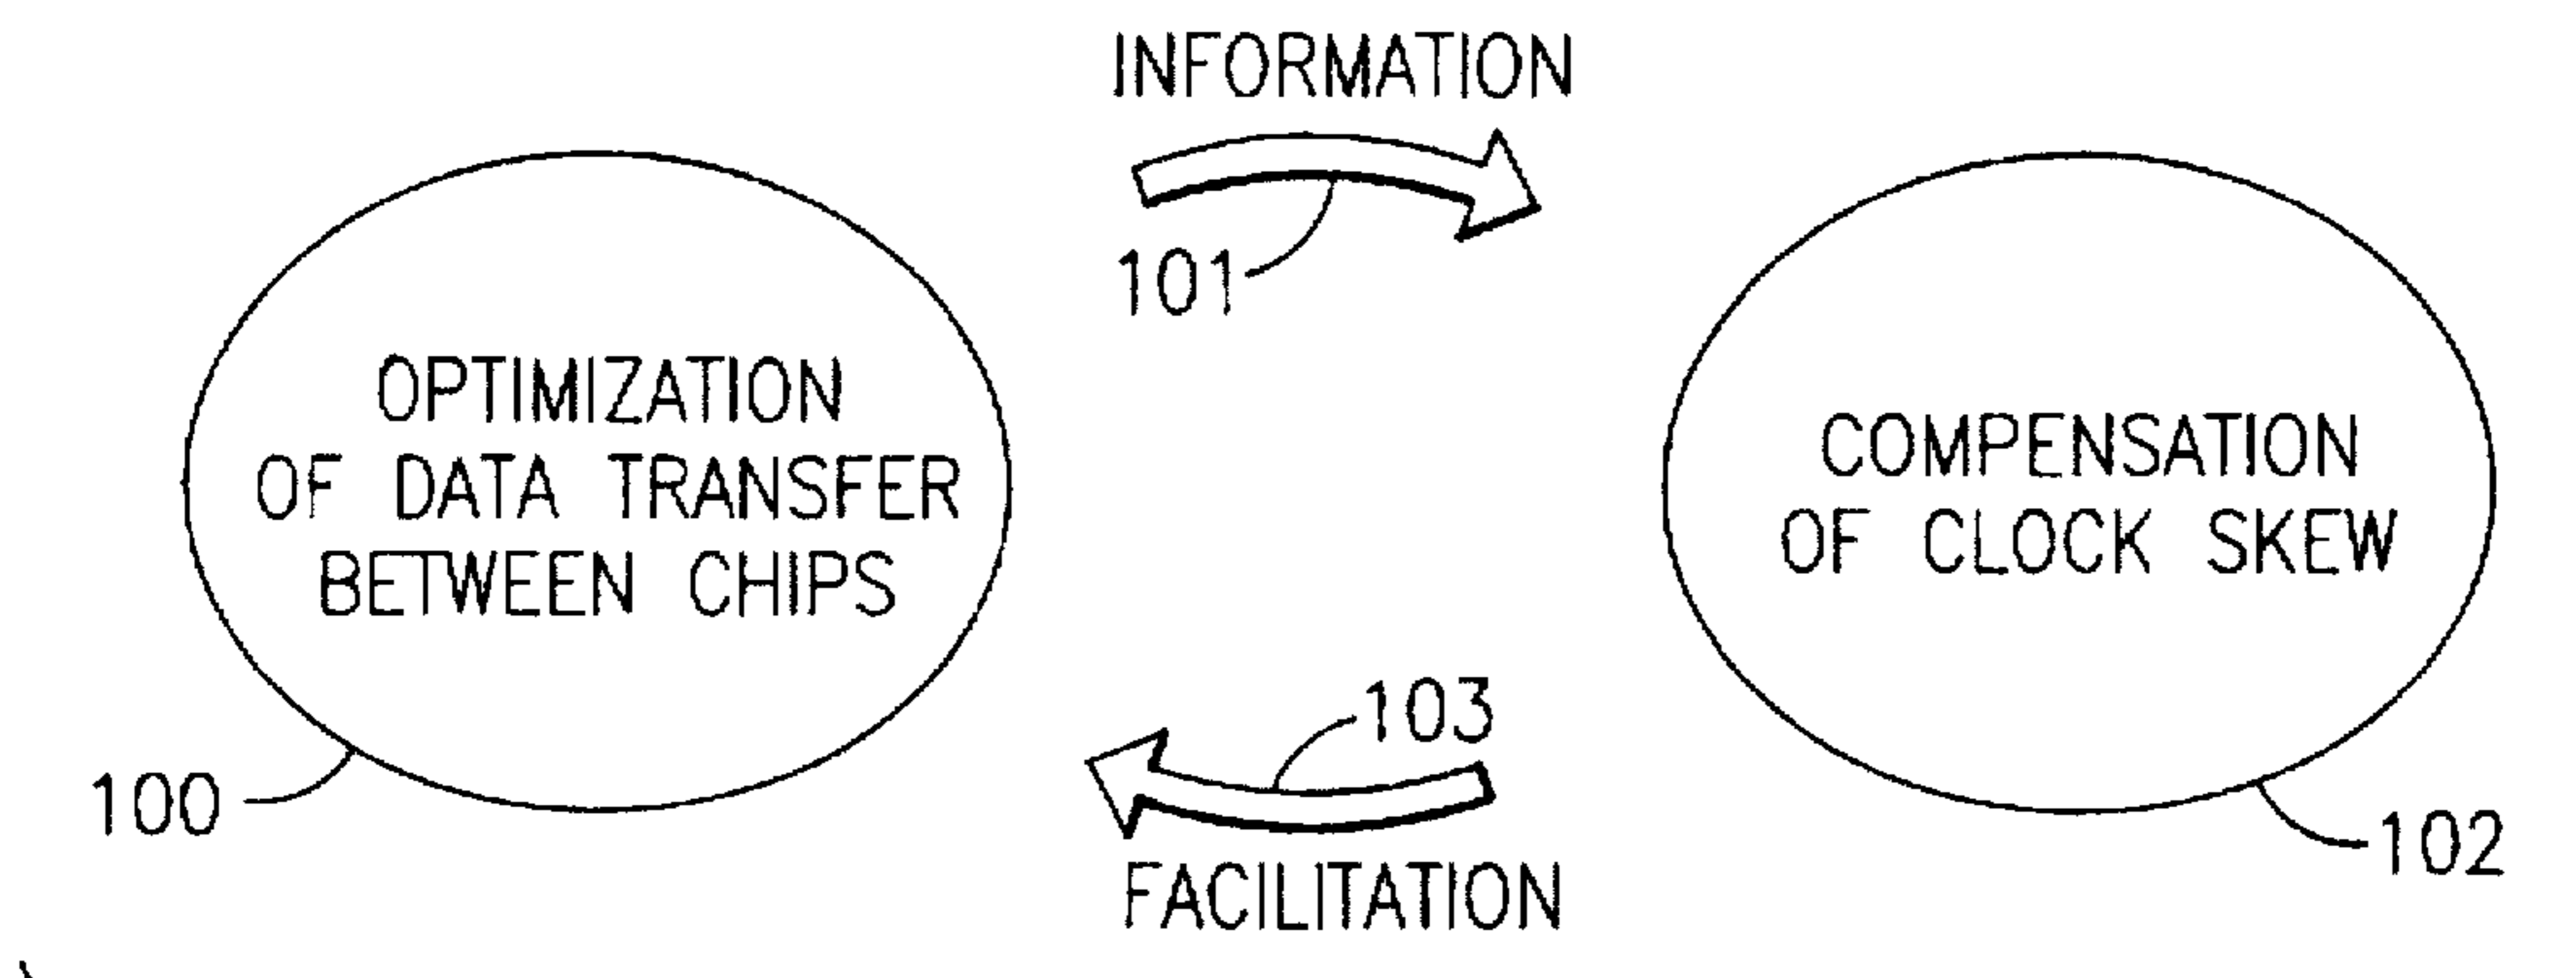 INFORMATION
101
OPTIMIZATION
OF DATA TRANSFER
BETWEEN CHIPS
COMPENSATION
OF CLOCK SKEW
103
100
102
FACILITATION